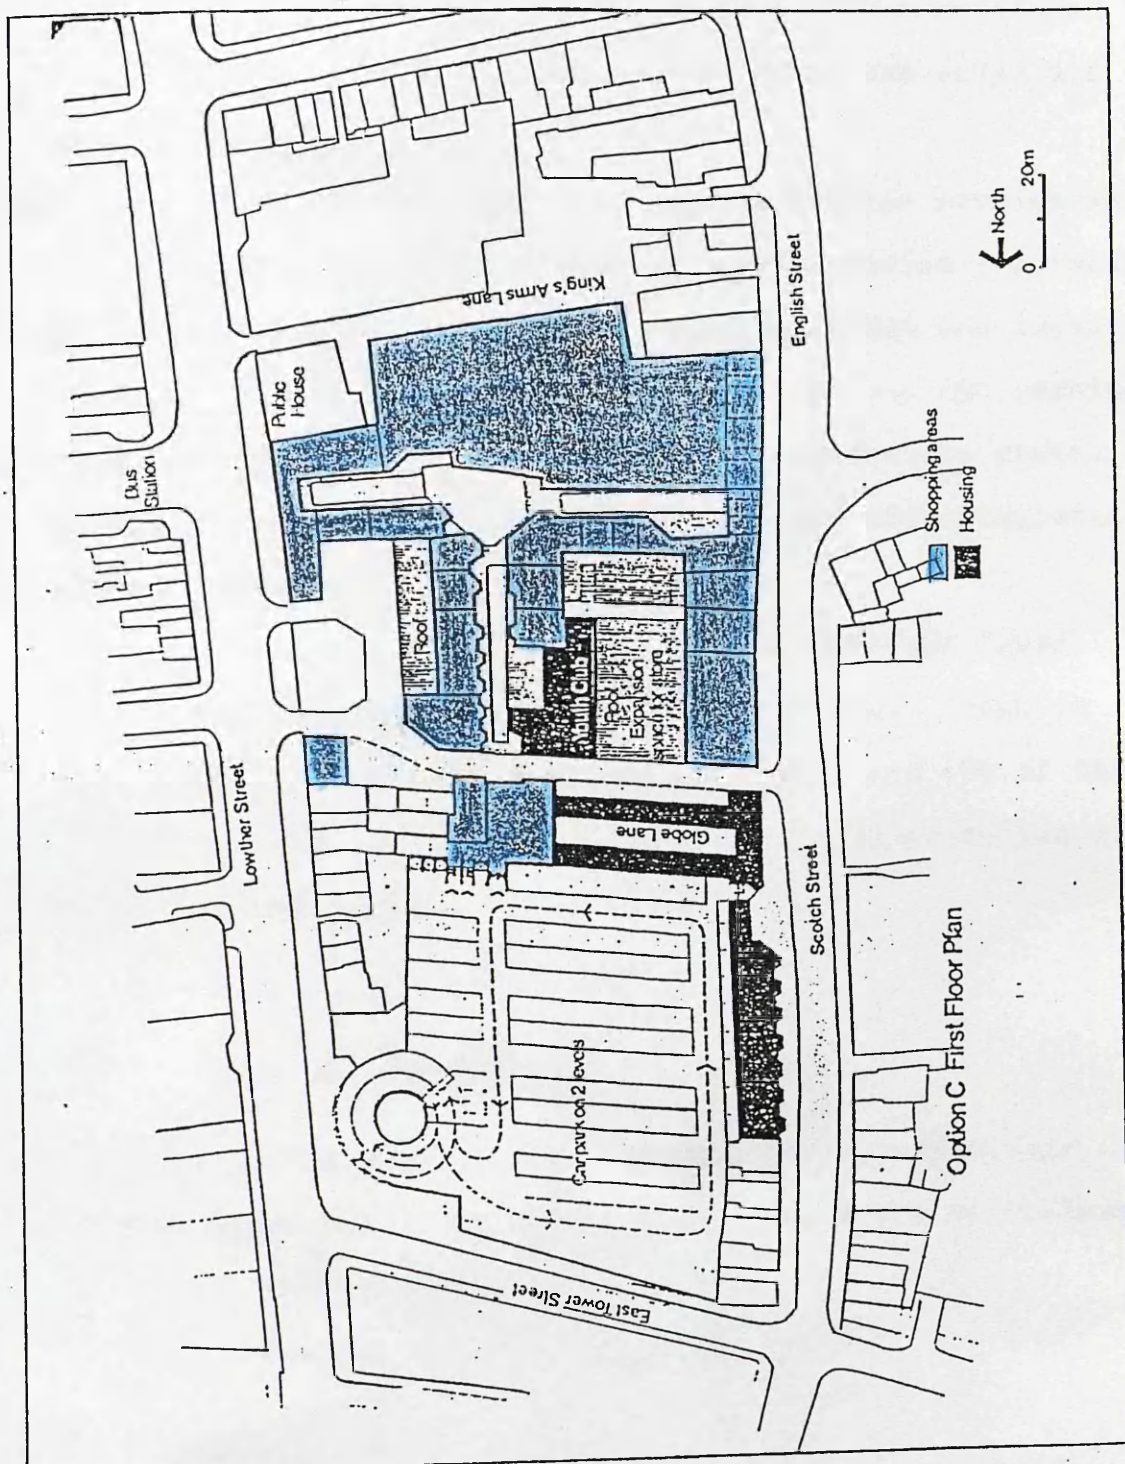 Bus
Station
Lowther Street
Public
House
King's Arms Lane
English Street
North
0 20m
Roof
Youth Club
Roof
Expansion
Shopping areas
Housing
Globe Lane
Scotch Street
Car park on 2 levels
East Tower Street
Option C First Floor Plan